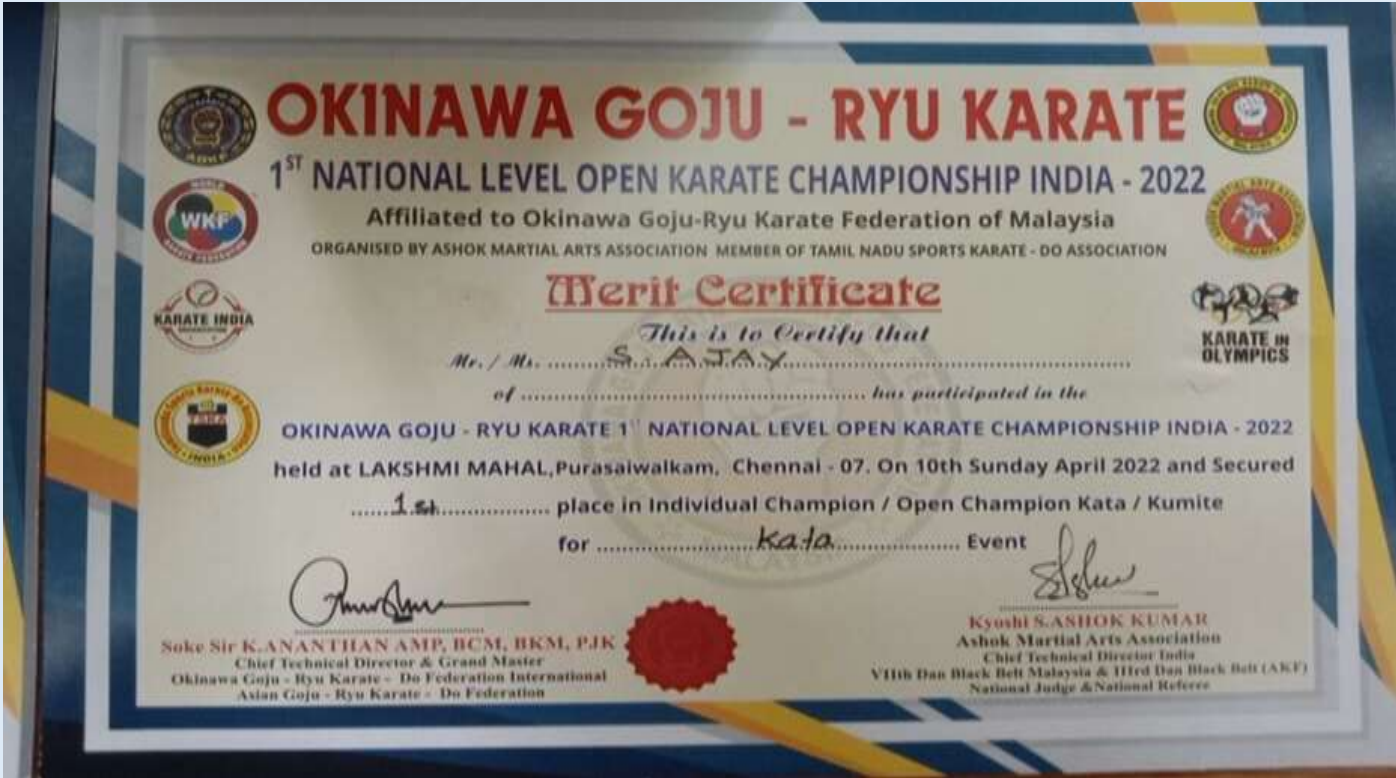 OKINAWA GOJU - RYU KARATE
1ST NATIONAL LEVEL OPEN KARATE CHAMPIONSHIP INDIA - 2022
Affiliated to Okinawa Goju-Ryu Karate Federation of Malaysia
ORGANISED BY ASHOK MARTIAL ARTS ASSOCIATION MEMBER OF TAMIL NADU SPORTS KARATE - DO ASSOCIATION
Merit Certificate
This is to Certify that
Mr. / Ms. S. AJAY
of has participated in the
OKINAWA GOJU - RYU KARATE 1st NATIONAL LEVEL OPEN KARATE CHAMPIONSHIP INDIA - 2022
held at LAKSHMI MAHAL,Purasaiwalkam, Chennai - 07. On 10th Sunday April 2022 and Secured
1st place in Individual Champion / Open Champion Kata / Kumite
for Kata Event
Soke Sir K.ANANTHAN AMP, BCM, BKM, PJK
Chief Technical Director & Grand Master
Okinawa Goju - Ryu Karate - Do Federation International
Asian Goju - Ryu Karate - Do Federation
Kyoshi S.ASHOK KUMAR
Ashok Martial Arts Association
Chief Technical Director India
VIIth Dan Black Belt Malaysia & IIIrd Dan Black Belt (AKF)
National Judge &National Referee
WORLD
WKF
KARATE FEDERATION
KARATE INDIA
TSKA
INDIA
KARATE IN
OLYMPICS
MALAYSIA